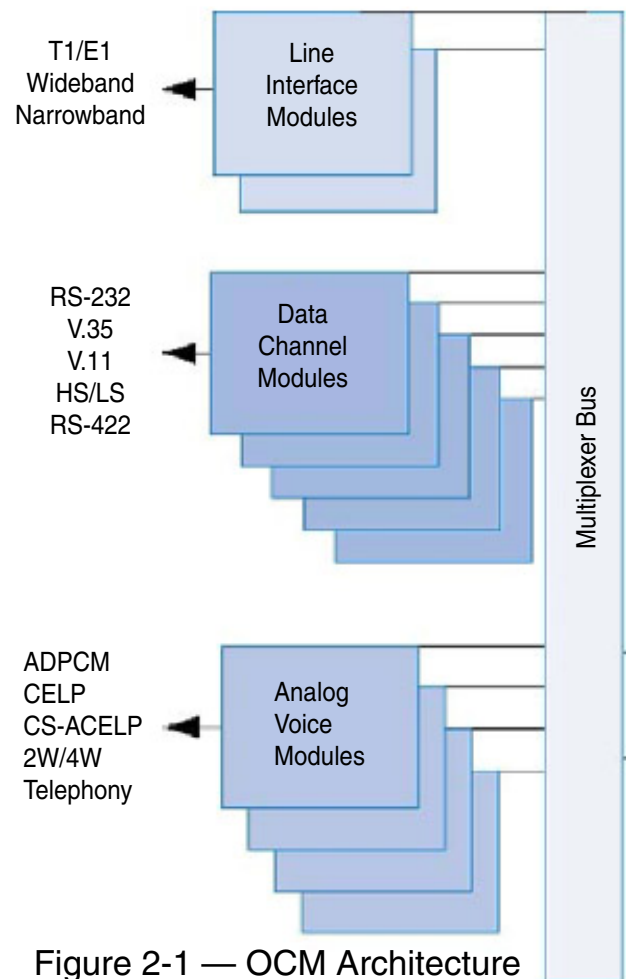 T1/E1
Wideband
Narrowband
Line
Interface
Modules
RS-232
V.35
V.11
HS/LS
RS-422
Data
Channel
Modules
Multiplexer Bus
ADPCM
CELP
CS-ACELP
2W/4W
Telephony
Analog
Voice
Modules
Figure 2-1 — OCM Architecture